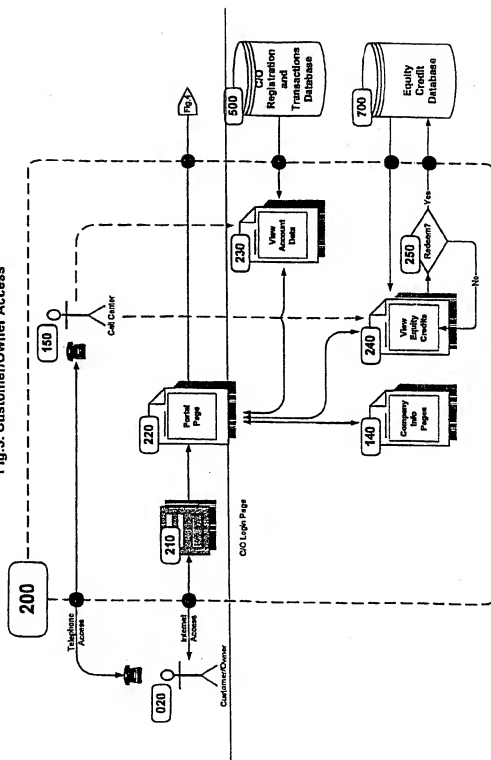 Fig.3. Customer/Owner Access
200
Telephone
Access
Internet
Access
020
Customer/Owner
150
Call Center
210
C/O Login Page
220
Portal
Page
Fig.4
230
View
Account
Data
500
C/O
Registration
and
Transactions
Database
140
Company
Info
Pages
240
View
Equity
Credits
250
Redeem?
Yes
No
700
Equity
Credit
Database